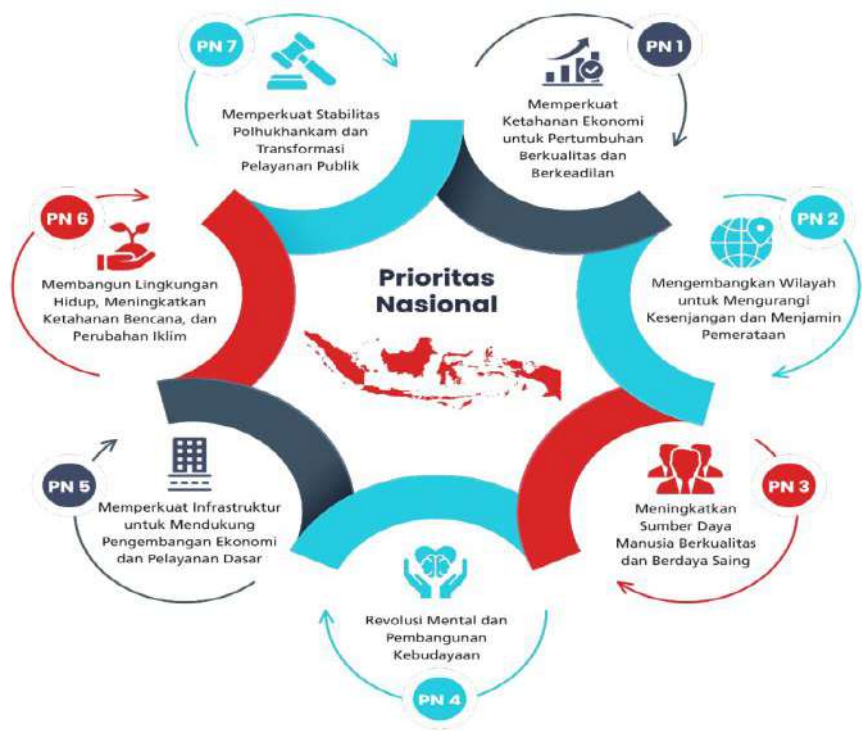 Prioritas
Nasional
PN 1
Memperkuat
Ketahanan Ekonomi
untuk Pertumbuhan
Berkualitas dan
Berkeadilan
PN 2
Mengembangkan Wilayah
untuk Mengurangi
Kesenjangan dan Menjamin
Pemerataan
PN 3
Meningkatkan
Sumber Daya
Manusia Berkualitas
dan Berdaya Saing
PN 4
Revolusi Mental dan
Pembangunan
Kebudayaan
PN 5
Memperkuat Infrastruktur
untuk Mendukung
Pengembangan Ekonomi
dan Pelayanan Dasar
PN 6
Membangun Lingkungan
Hidup, Meningkatkan
Ketahanan Bencana, dan
Perubahan Iklim
PN 7
Memperkuat Stabilitas
Polhukhankam dan
Transformasi
Pelayanan Publik